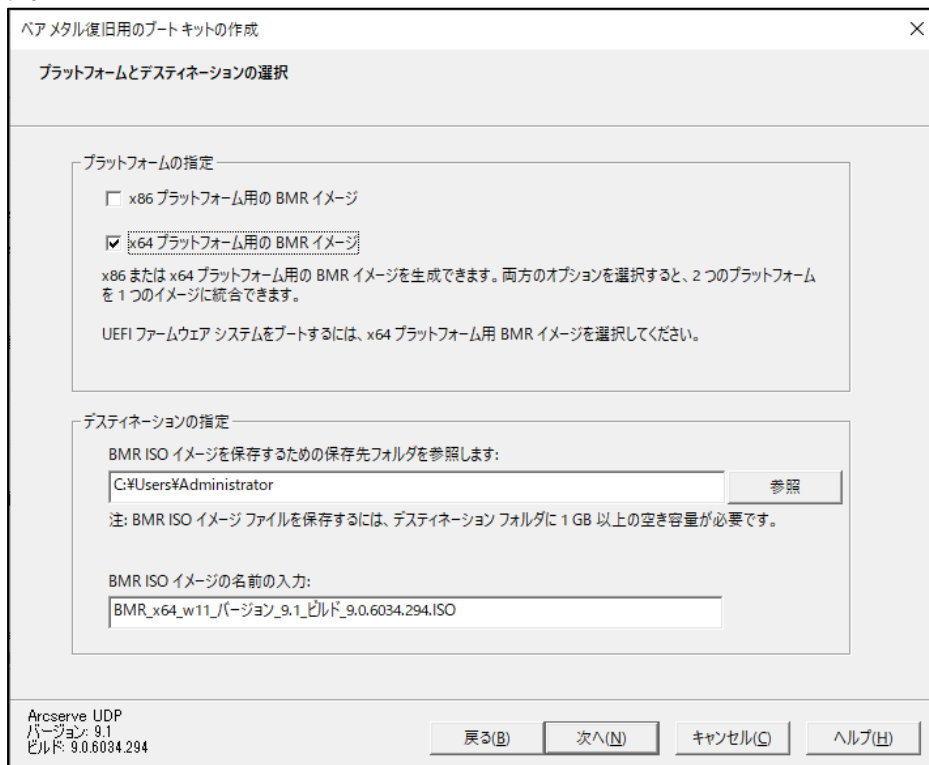 ベア メタル復旧用のブート キットの作成
プラットフォームとデスティネーションの選択
プラットフォームの指定
x86 プラットフォーム用の BMR イメージ
x64 プラットフォーム用の BMR イメージ
x86 または x64 プラットフォーム用の BMR イメージを生成できます。両方のオプションを選択すると、2 つのプラットフォーム
を 1 つのイメージに統合できます。
UEFI ファームウェア システムをブートするには、x64 プラットフォーム用 BMR イメージを選択してください。
デスティネーションの指定
BMR ISO イメージを保存するための保存先フォルダを参照します:
C:¥Users¥Administrator
参照
注: BMR ISO イメージ ファイルを保存するには、デスティネーション フォルダに 1 GB 以上の空き容量が必要です。
BMR ISO イメージの名前の入力:
BMR_x64_w11_バージョン_9.1_ビルド_9.0.6034.294.ISO
Arcserve UDP
バージョン: 9.1
ビルド: 9.0.6034.294
戻る(B)
次へ(N)
キャンセル(C)
ヘルプ(H)